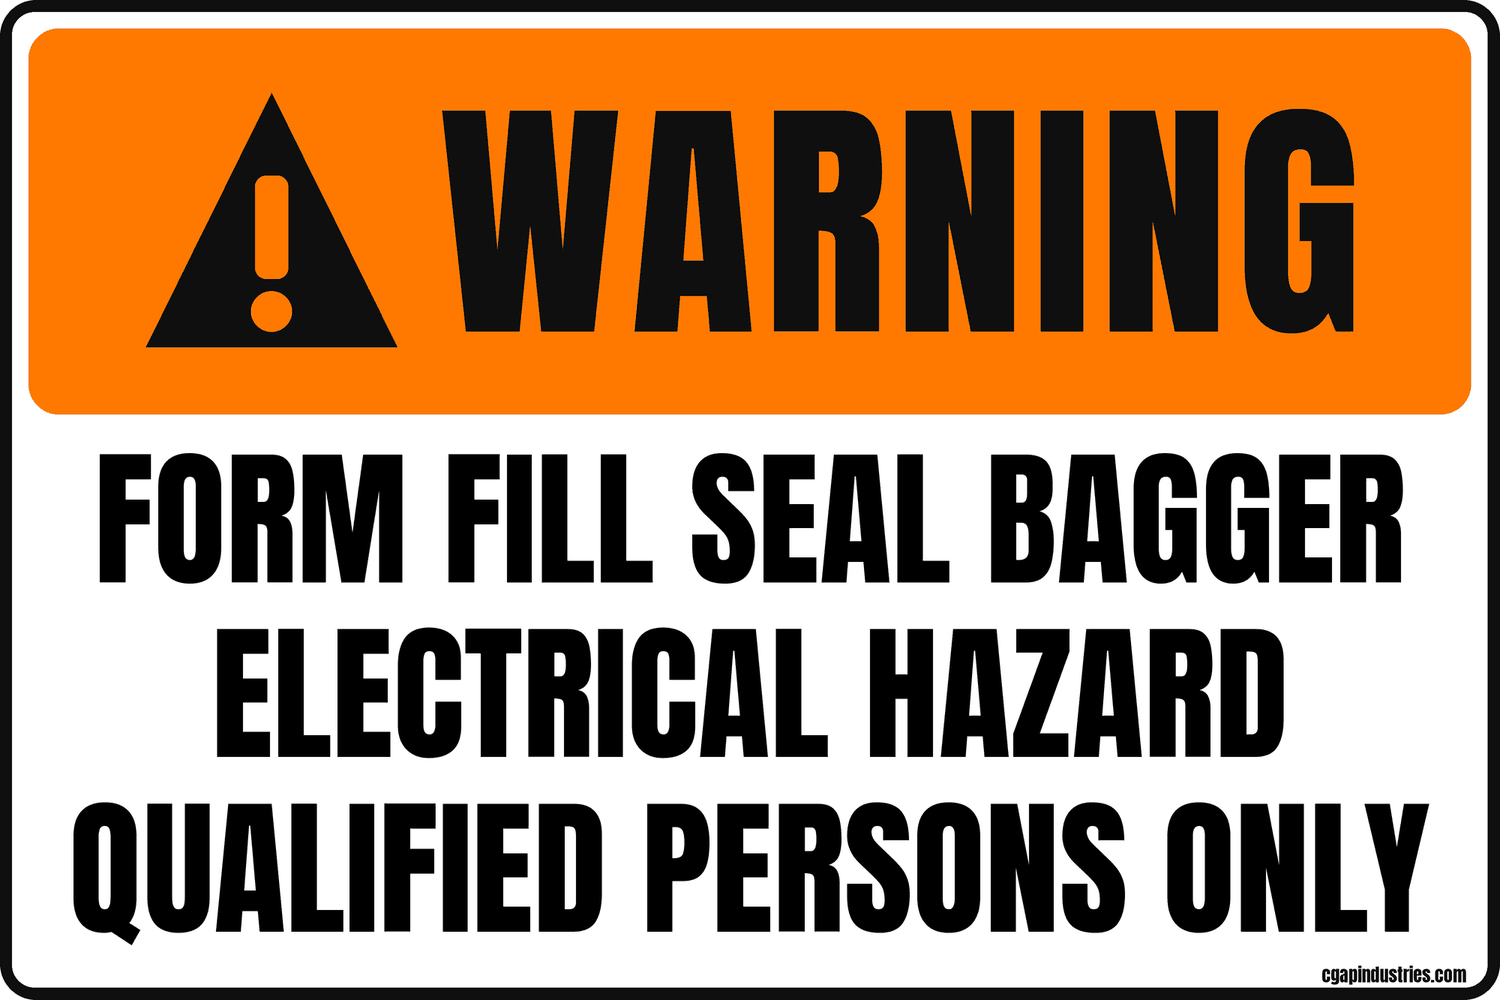 WARNING
FORM FILL SEAL BAGGER
ELECTRICAL HAZARD
QUALIFIED PERSONS ONLY
cgapindustries.com